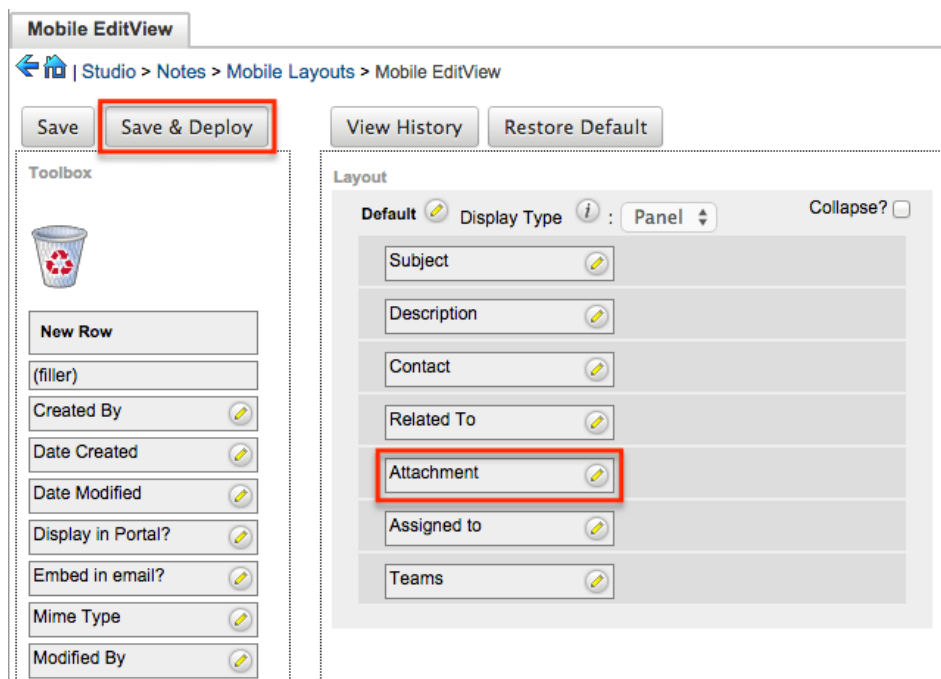 Mobile EditView
| Studio > Notes > Mobile Layouts > Mobile EditView
Save
Save & Deploy
View History
Restore Default
Toolbox
New Row
(filler)
Created By
Date Created
Date Modified
Display in Portal?
Embed in email?
Mime Type
Modified By
Layout
Default Display Type i : Panel Collapse?
Subject
Description
Contact
Related To
Attachment
Assigned to
Teams